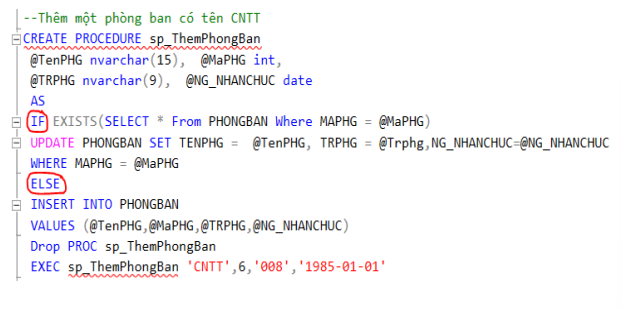 --Thêm một phòng ban có tên CNTT
CREATE PROCEDURE sp_ThemPhongBan
@TenPHG nvarchar(15), @MaPHG int,
@TRPHG nvarchar(9), @NG_NHANCHUC date
AS
IF EXISTS(SELECT * From PHONGBAN Where MAPHG = @MaPHG)
UPDATE PHONGBAN SET TENPHG = @TenPHG, TRPHG = @Trphg,NG_NHANCHUC=@NG_NHANCHUC
WHERE MAPHG = @MaPHG
ELSE
INSERT INTO PHONGBAN
VALUES (@TenPHG,@MaPHG,@TRPHG,@NG_NHANCHUC)
Drop PROC sp_ThemPhongBan
EXEC sp_ThemPhongBan 'CNTT',6,'008','1985-01-01'